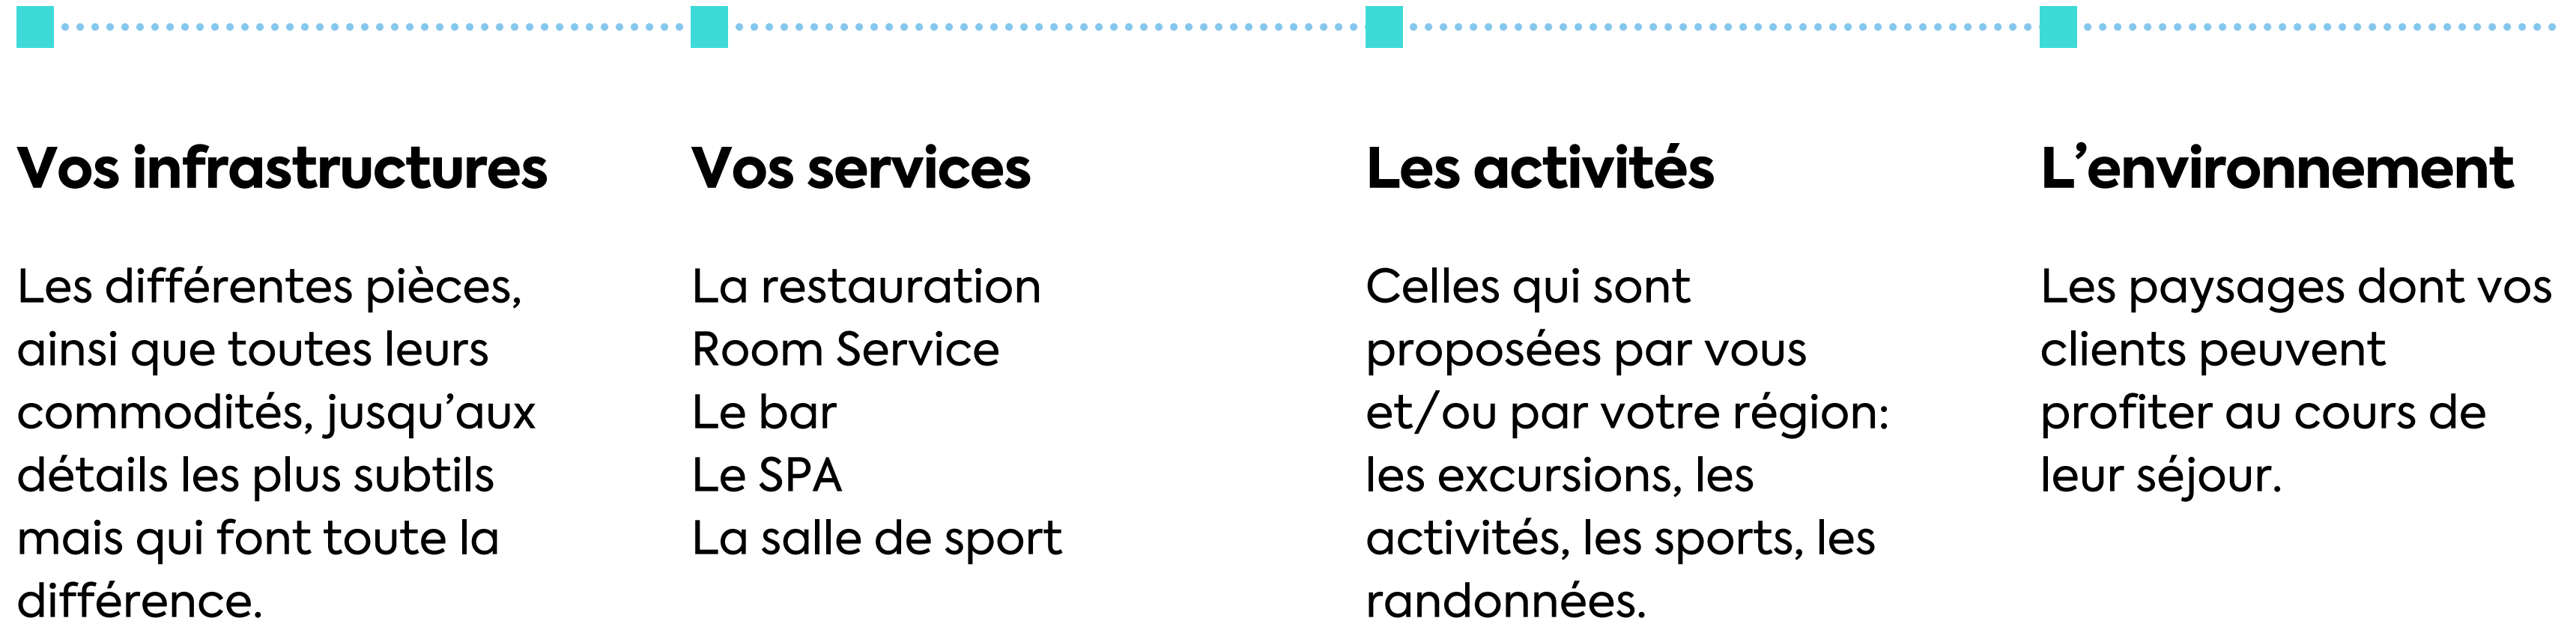 Vos infrastructures
Les différentes pièces,
ainsi que toutes leurs
commodités, jusqu’aux
détails les plus subtils
mais qui font toute la
différence.
Vos services
La restauration
Room Service
Le bar
Le SPA
La salle de sport
Les activités
Celles qui sont
proposées par vous
et/ou par votre région:
les excursions, les
activités, les sports, les
randonnées.
L’environnement
Les paysages dont vos
clients peuvent
profiter au cours de
leur séjour.